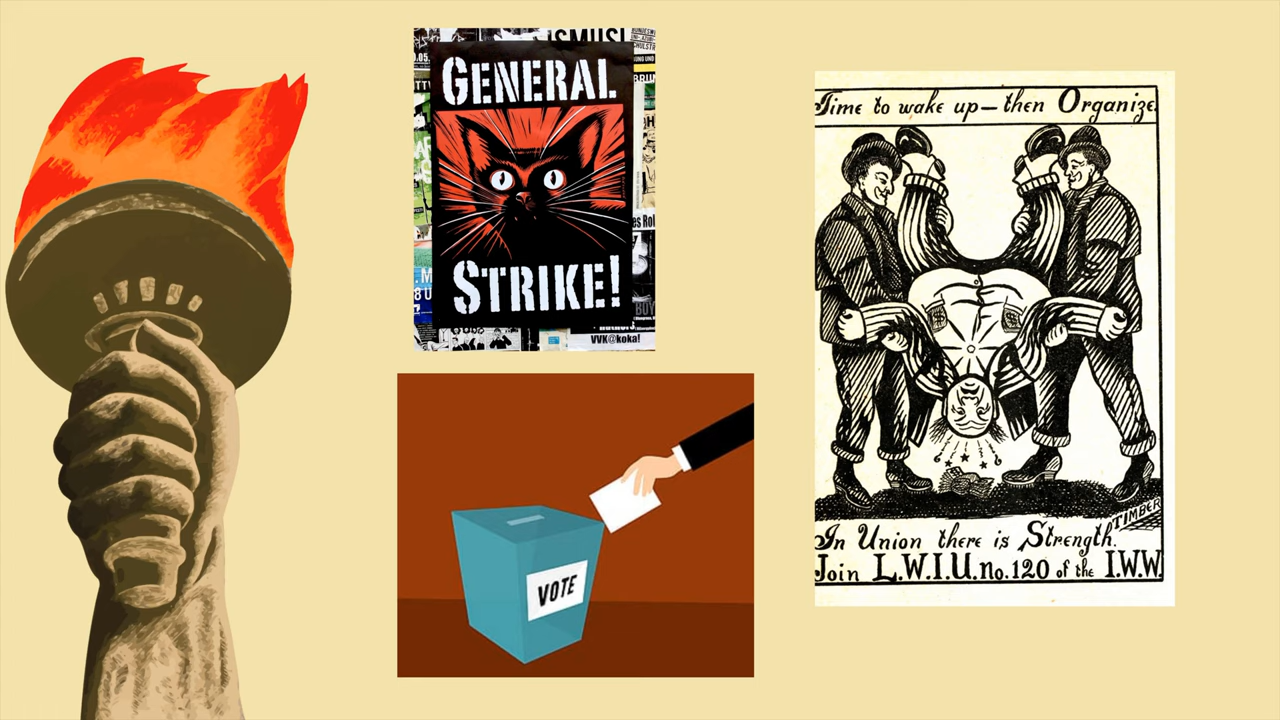 GENERAL
STRIKE!
VVK@koka!
VOTE
Time to wake up — then Organize.
TIMBER
In Union there is Strength.
Join L.W.I.U. no. 120 of the I.W.W.